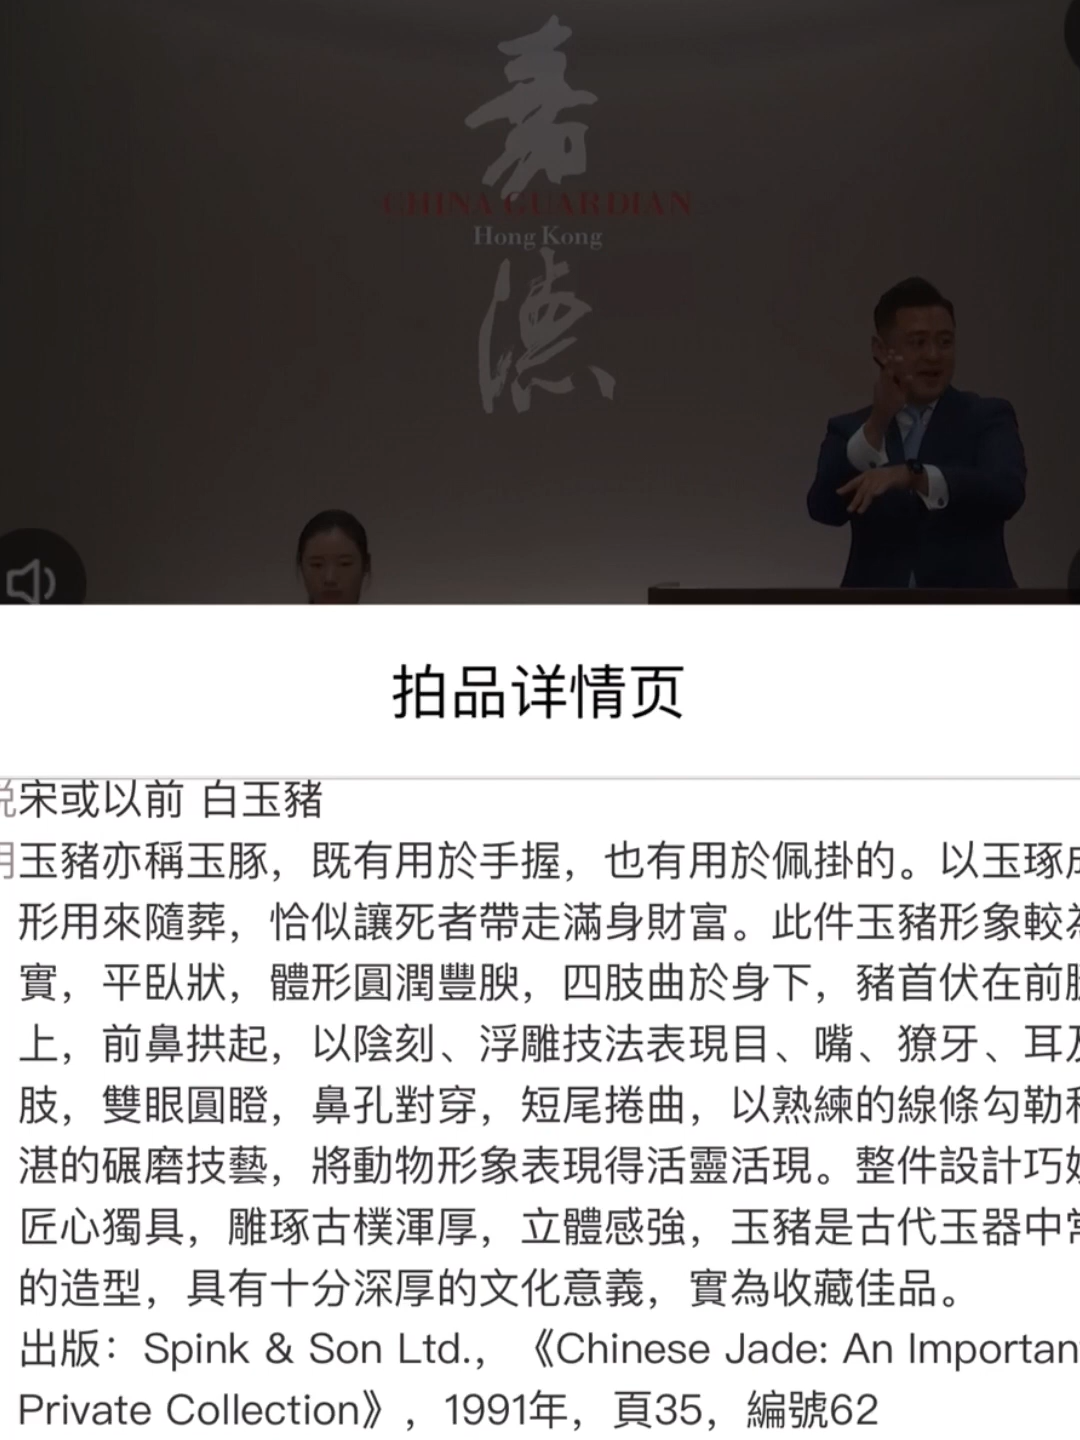 嘉
CHINA GUARDIAN
Hong Kong
德
拍品详情页
宋或以前 白玉豬
玉豬亦稱玉豚，既有用於手握，也有用於佩掛的。以玉琢
形用來隨葬，恰似讓死者帶走滿身財富。此件玉豬形象較
實，平臥狀，體形圓潤豐腴，四肢曲於身下，豬首伏在前
上，前鼻拱起，以陰刻、浮雕技法表現目、嘴、獠牙、耳
肢，雙眼圓瞪，鼻孔對穿，短尾捲曲，以熟練的線條勾勒
湛的碾磨技藝，將動物形象表現得活靈活現。整件設計巧
匠心獨具，雕琢古樸渾厚，立體感強，玉豬是古代玉器中
的造型，具有十分深厚的文化意義，實為收藏佳品。
出版：Spink & Son Ltd.，《Chinese Jade: An Important
Private Collection》，1991年，頁35，編號62